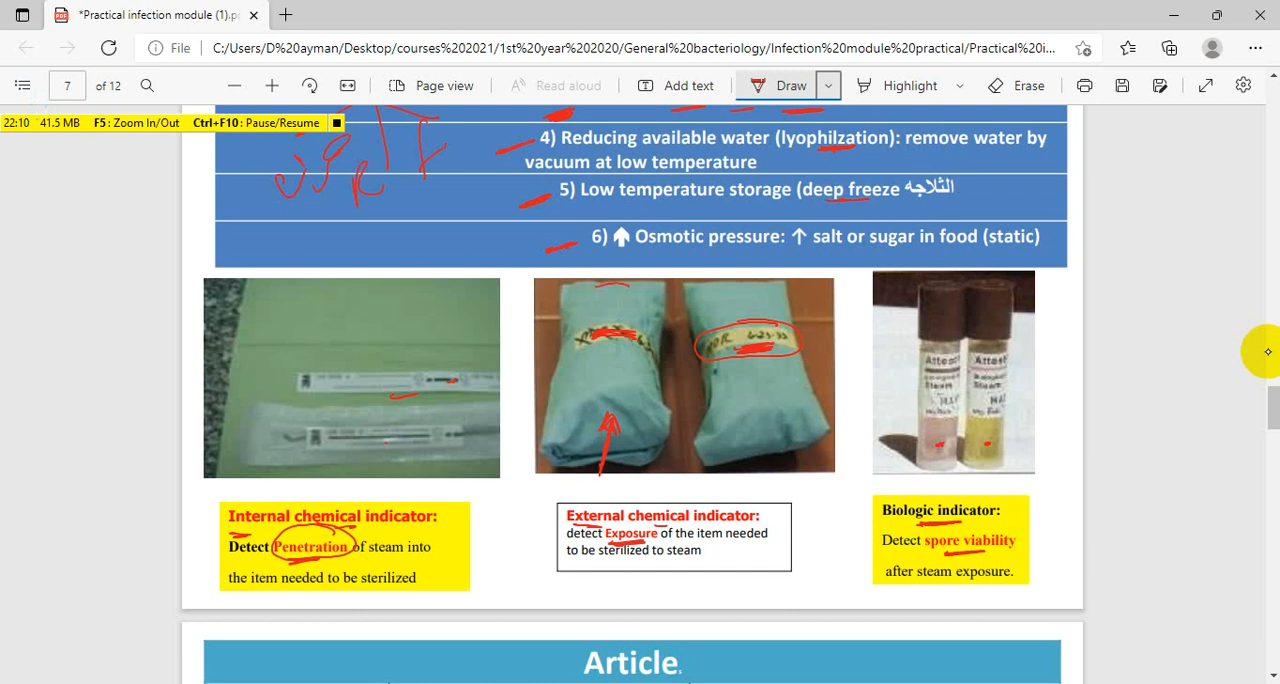 *Practical infection module (1).p
File
C:/Users/D%20ayman/Desktop/courses%202021/1st%20year%202020/General%20bacteriology/Infection%20module%20practical/Practical%20i...
7 of 12
Page view
Read aloud
Add text
Draw
Highlight
Erase
22:10 41.5 MB F5: Zoom In/Out Ctrl+F10: Pause/Resume
4) Reducing available water (lyophilzation): remove water by
vacuum at low temperature
5) Low temperature storage (deep freeze الثلاجه
6) ⬆ Osmotic pressure: ↑ salt or sugar in food (static)
Attest
Steam
Attest
Steam
Internal chemical indicator:
Detect Penetration of steam into
the item needed to be sterilized
External chemical indicator:
detect Exposure of the item needed
to be sterilized to steam
Biologic indicator:
Detect spore viability
after steam exposure.
Article